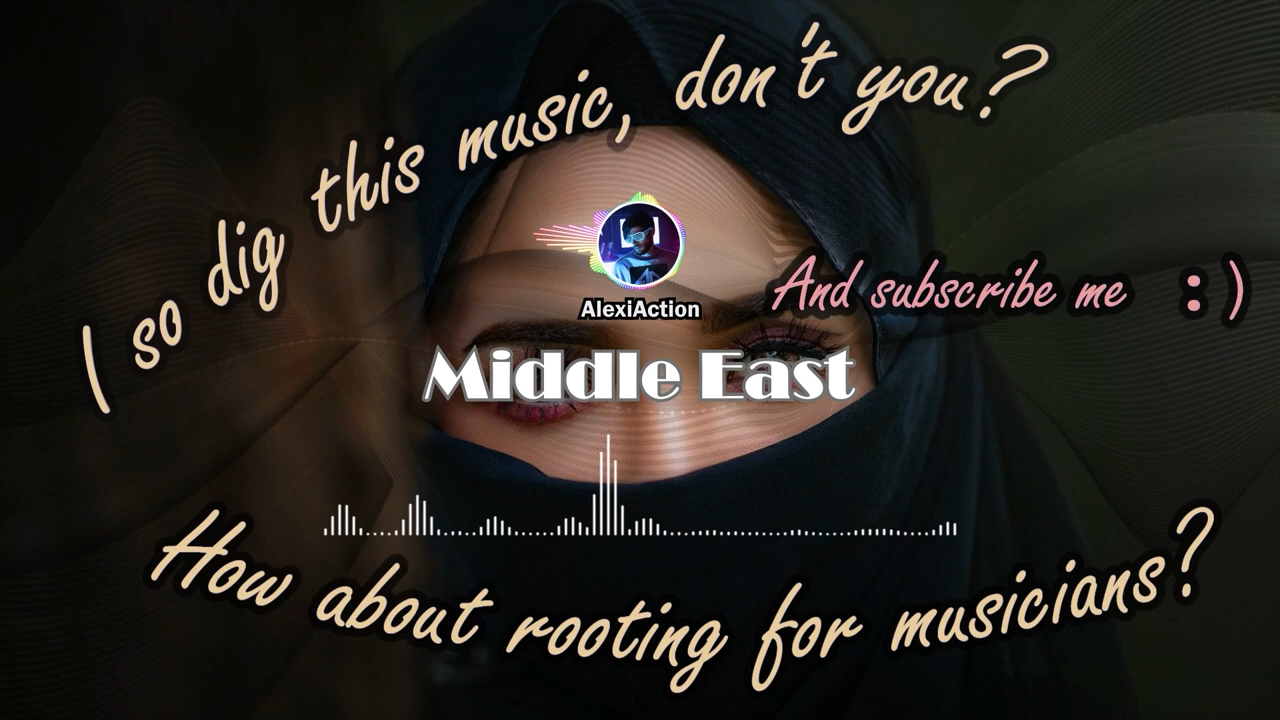 I so dig this music, don't you?
AlexiAction
And subscribe me :)
Middle East
How about rooting for musicians?